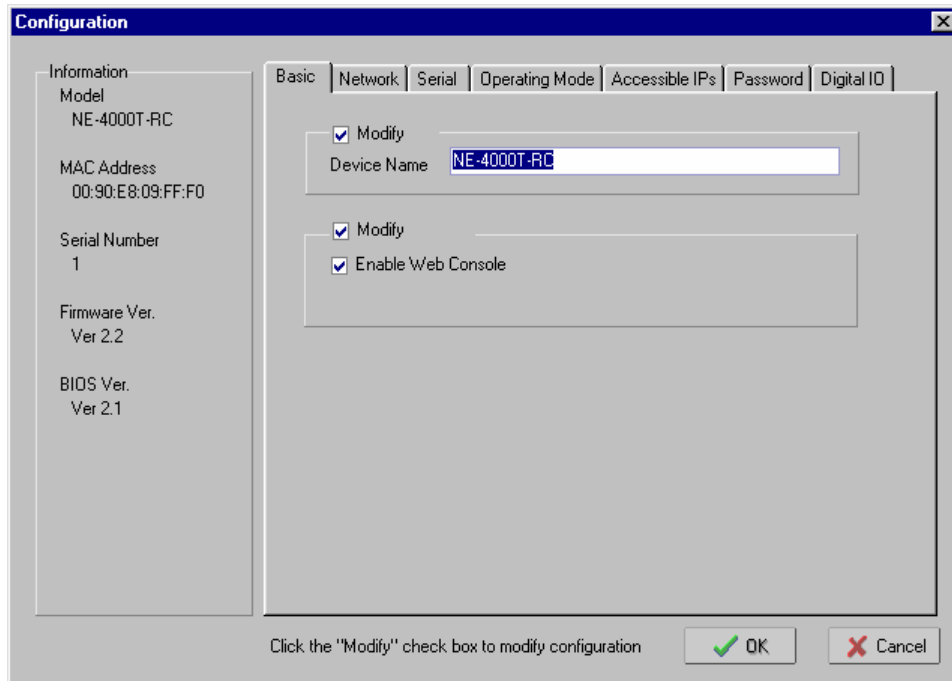 Configuration
Information
Model
NE-4000T-RC
MAC Address
00:90:E8:09:FF:F0
Serial Number
1
Firmware Ver.
Ver 2.2
BIOS Ver.
Ver 2.1
Basic Network Serial Operating Mode Accessible IPs Password Digital IO
Modify
Device Name NE-4000T-RC
Modify
Enable Web Console
Click the "Modify" check box to modify configuration OK Cancel